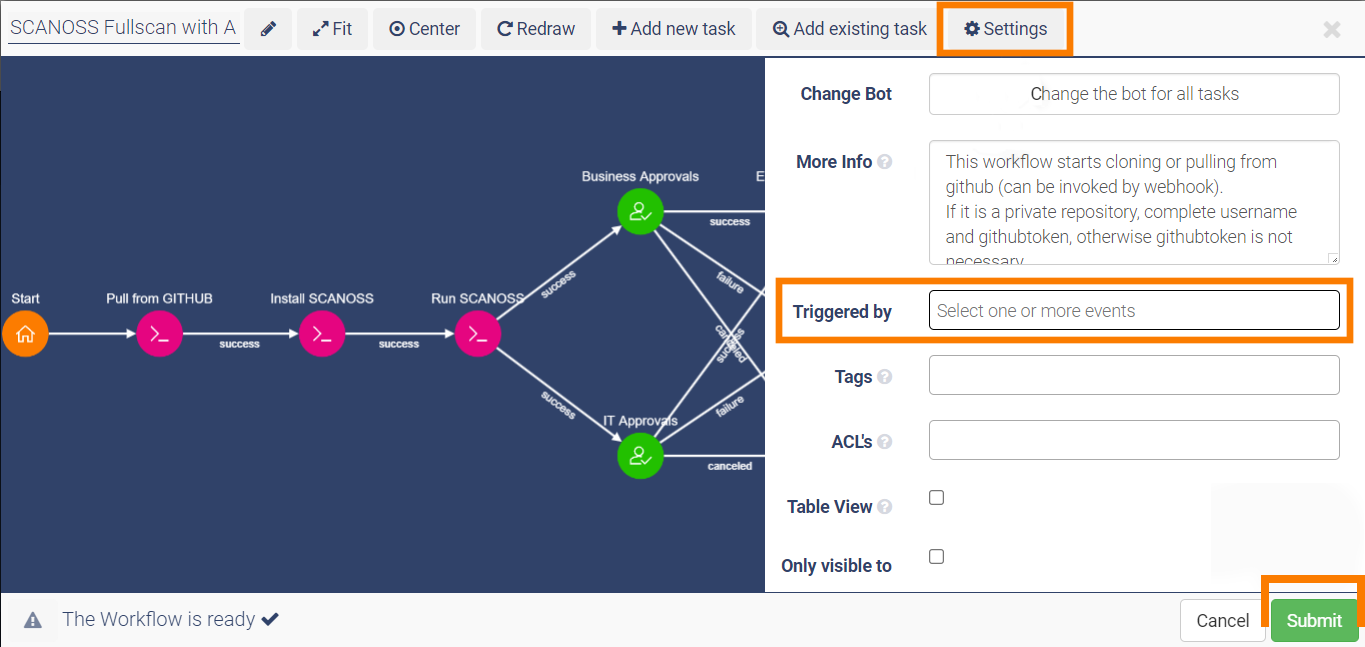 SCANOSS Fullscan with A
Fit
Center
Redraw
Add new task
Add existing task
Settings
Change Bot
Change the bot for all tasks
More Info
This workflow starts cloning or pulling from
github (can be invoked by webhook).
If it is a private repository, complete username
and githubtoken, otherwise githubtoken is not
necessary
Triggered by
Select one or more events
Tags
ACL's
Table View
Only visible to
Business Approvals
E
success
failure
canceled
success
Start
Pull from GITHUB
Install SCANOSS
Run SCANOSS
success
success
success
success
IT Approvals
failure
canceled
The Workflow is ready
Cancel
Submit